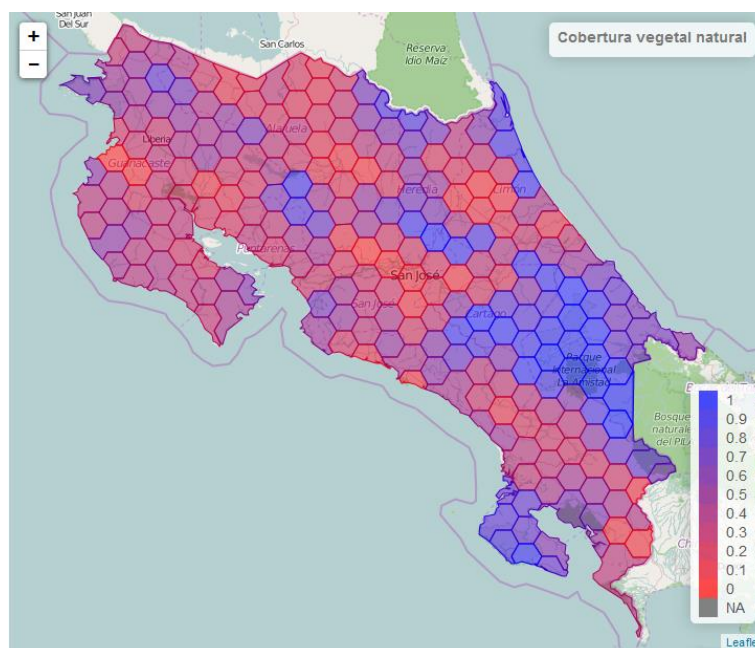 San Juan
Del Sur
San Carlos
Reserva
Idio Maíz
Cobertura vegetal natural
+
−
Liberia
Alajuela
Guanacaste
Heredia
Limón
Puntarenas
San José
San José
Cartago
Parque
Internacional
La Amistad
Bosque
natural
del PILA
1
0.9
0.8
0.7
0.6
0.5
0.4
0.3
0.2
0.1
0
NA
Leafle